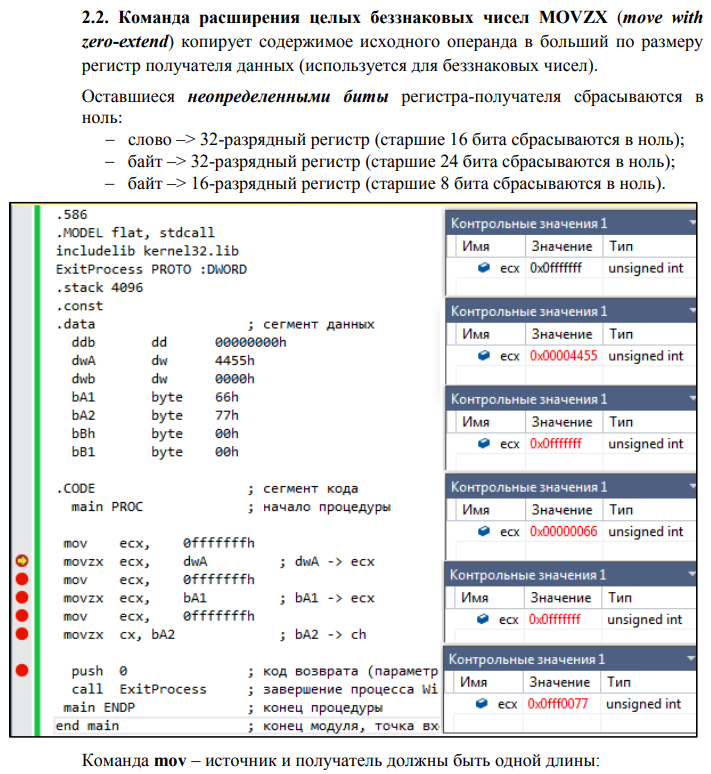 2.2. Команда расширения целых беззнаковых чисел MOVZX (move with
zero-extend) копирует содержимое исходного операнда в больший по размеру
регистр получателя данных (используется для беззнаковых чисел).
Оставшиеся неопределенными биты регистра-получателя сбрасываются в
ноль:
– слово –> 32-разрядный регистр (старшие 16 бита сбрасываются в ноль);
– байт –> 32-разрядный регистр (старшие 24 бита сбрасываются в ноль);
– байт –> 16-разрядный регистр (старшие 8 бита сбрасываются в ноль).
.586
.MODEL flat, stdcall
includelib kernel32.lib
ExitProcess PROTO :DWORD
.stack 4096
.const
.data ; сегмент данных
ddb dd 00000000h
dwA dw 4455h
dwb dw 0000h
bA1 byte 66h
bA2 byte 77h
bBh byte 00h
bB1 byte 00h
.CODE ; сегмент кода
main PROC ; начало процедуры
mov ecx, 0fffffffh
movzx ecx, dwA ; dwA -> ecx
mov ecx, 0fffffffh
movzx ecx, bA1 ; bA1 -> ecx
mov ecx, 0fffffffh
movzx cx, bA2 ; bA2 -> ch
push 0 ; код возврата (параметр
call ExitProcess ; завершение процесса Wi
main ENDP ; конец процедуры
end main ; конец модуля, точка вх
Контрольные значения 1
Имя Значение Тип
ecx 0x0fffffff unsigned int
Контрольные значения 1
Имя Значение Тип
ecx 0x00004455 unsigned int
Контрольные значения 1
Имя Значение Тип
ecx 0x0fffffff unsigned int
Контрольные значения 1
Имя Значение Тип
ecx 0x00000066 unsigned int
Контрольные значения 1
Имя Значение Тип
ecx 0x0fffffff unsigned int
Контрольные значения 1
Имя Значение Тип
ecx 0x0fff0077 unsigned int
Команда mov – источник и получатель должны быть одной длины: